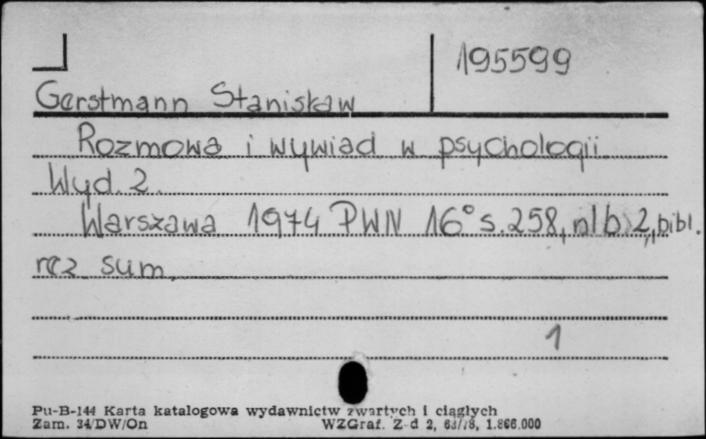 195599
Gerstmann Stanisław
Rozmowa i wywiad w psychologii
Wyd. 2.
Warszawa 1974 PWN 16° s. 258, nlb 2, bibl.
rez sum.
1
Pu-B-144 Karta katalogowa wydawnictw zwartych i ciągłych
Zam. 34/DW/On WZGraf. Z-d 2, 63/78, 1.866.000